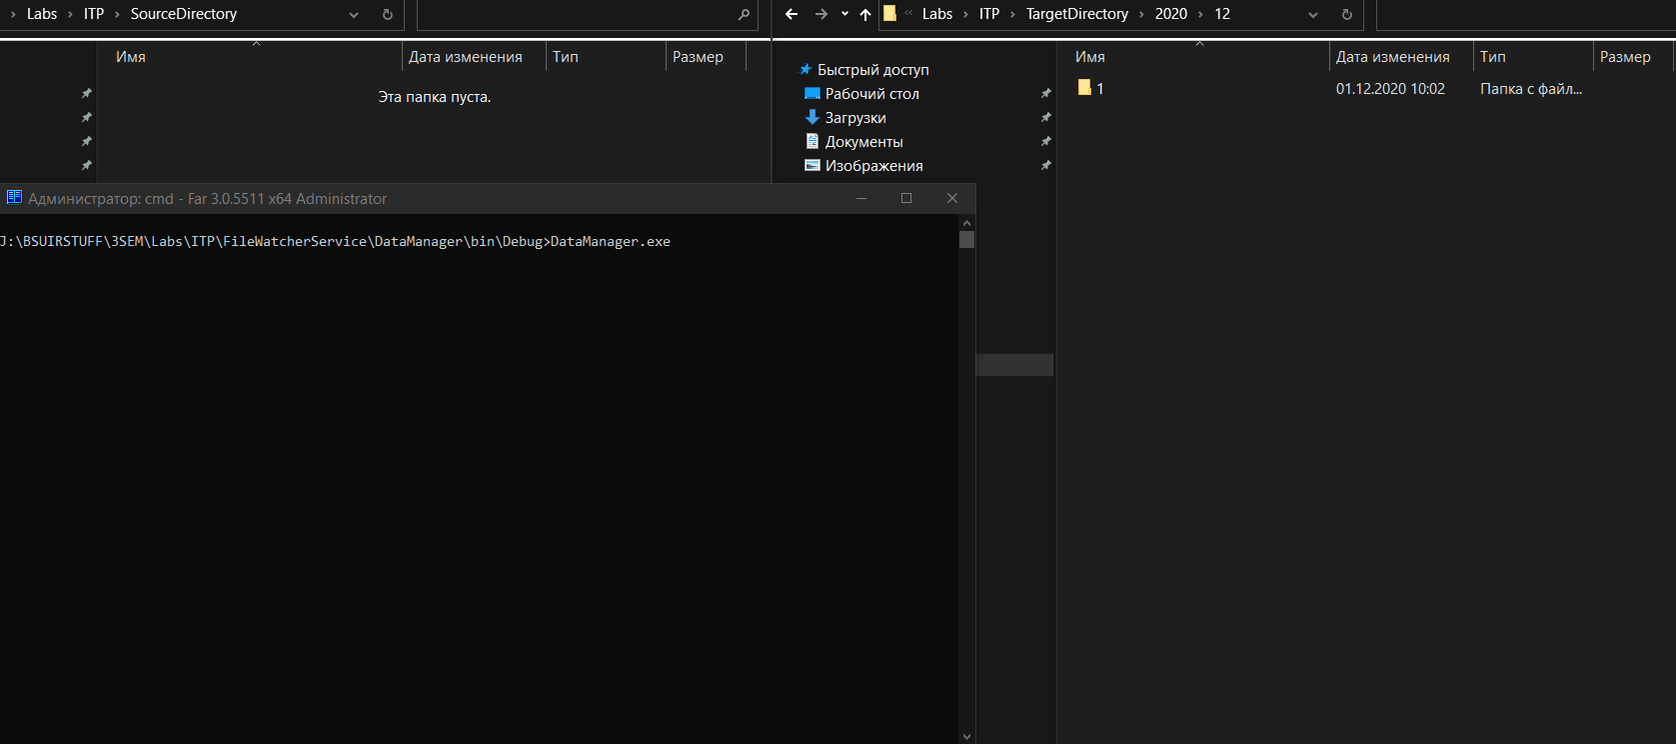 Labs ITP SourceDirectory
Имя Дата изменения Тип Размер
Эта папка пуста.
Labs ITP TargetDirectory 2020 12
Быстрый доступ
Рабочий стол
Загрузки
Документы
Изображения
Имя Дата изменения Тип Размер
1 01.12.2020 10:02 Папка с файл...
Администратор: cmd - Far 3.0.5511 x64 Administrator
J:\BSUIRSTUFF\3SEM\Labs\ITP\FileWatcherService\DataManager\bin\Debug>DataManager.exe